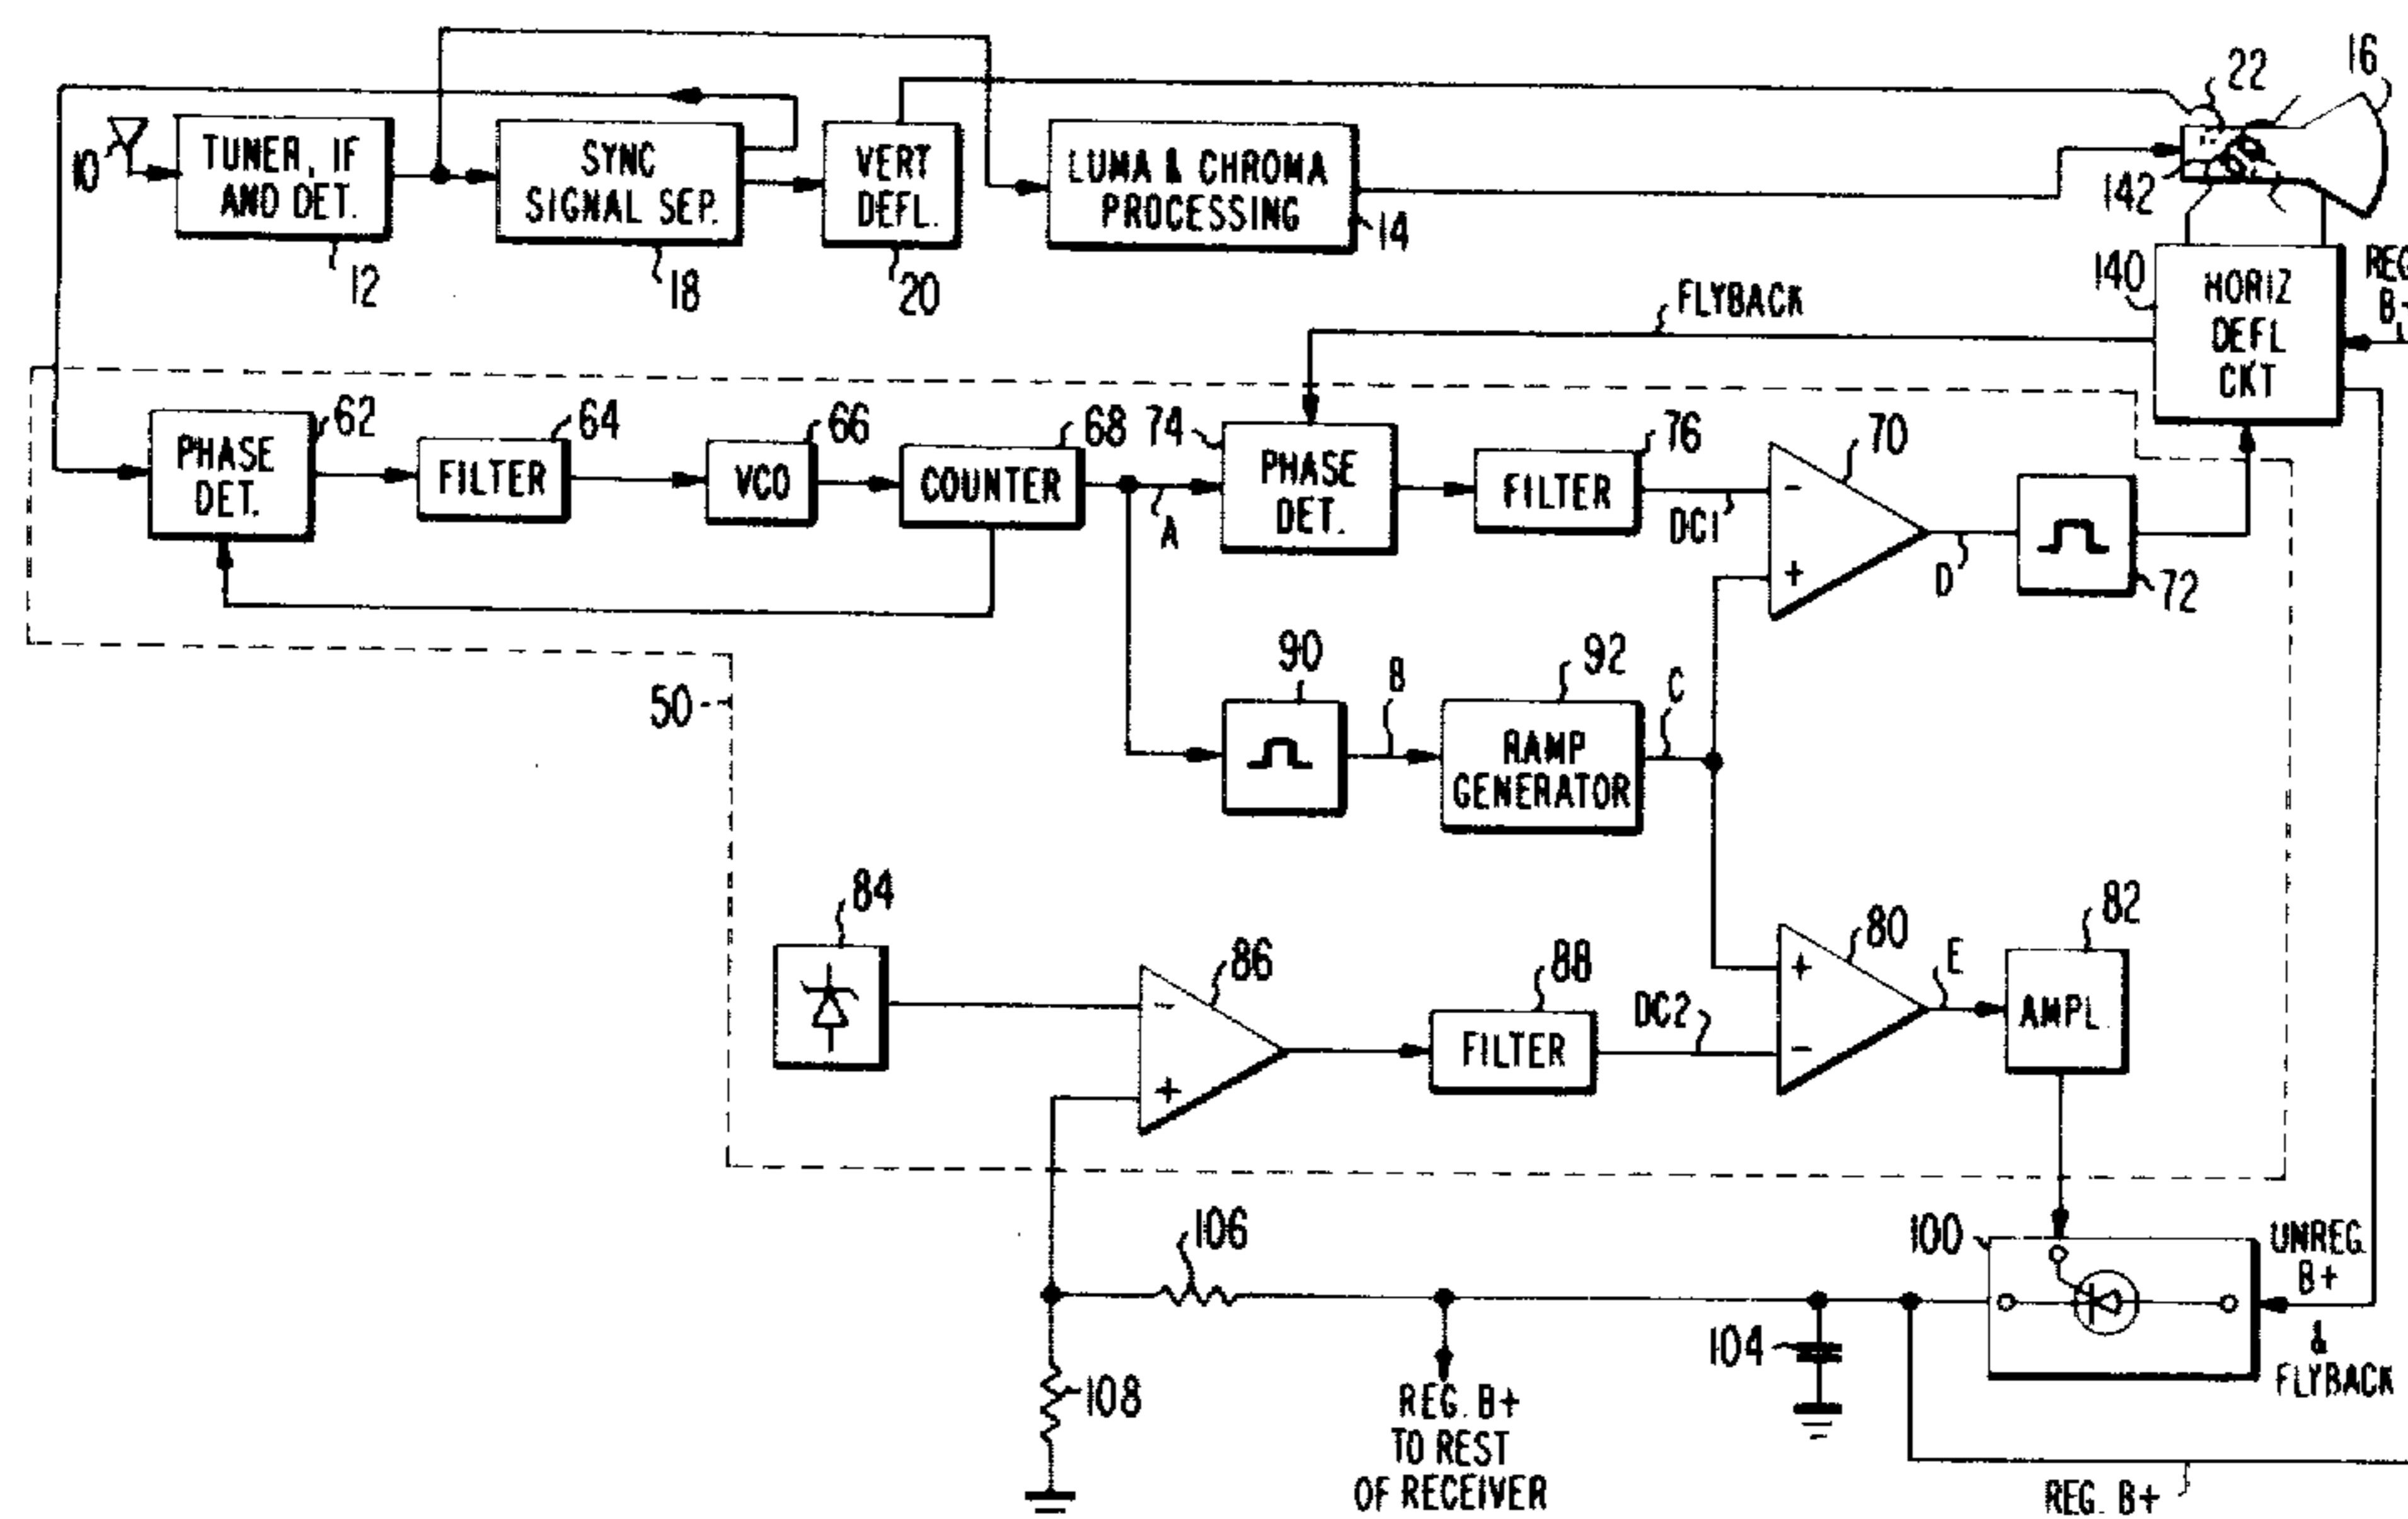 22
16
10
TUNER, IF
AND DET.
12
SYNC
SIGNAL SEP.
18
VERT
DEFL.
20
LUMA & CHROMA
PROCESSING
14
142
140
HORIZ
DEFL
CKT
FLYBACK
PHASE
DET.
62
FILTER
64
VCO
66
COUNTER
68
A
74
PHASE
DET.
FILTER
76
DC1
-
+
70
D
72
50
90
B
RAMP
GENERATOR
92
C
84
-
+
86
FILTER
88
DC2
+
-
80
E
AMPL
82
100
UNREG.
B+
&
FLYBACK
106
108
104
REG. B+
TO REST
OF RECEIVER
REG. B+